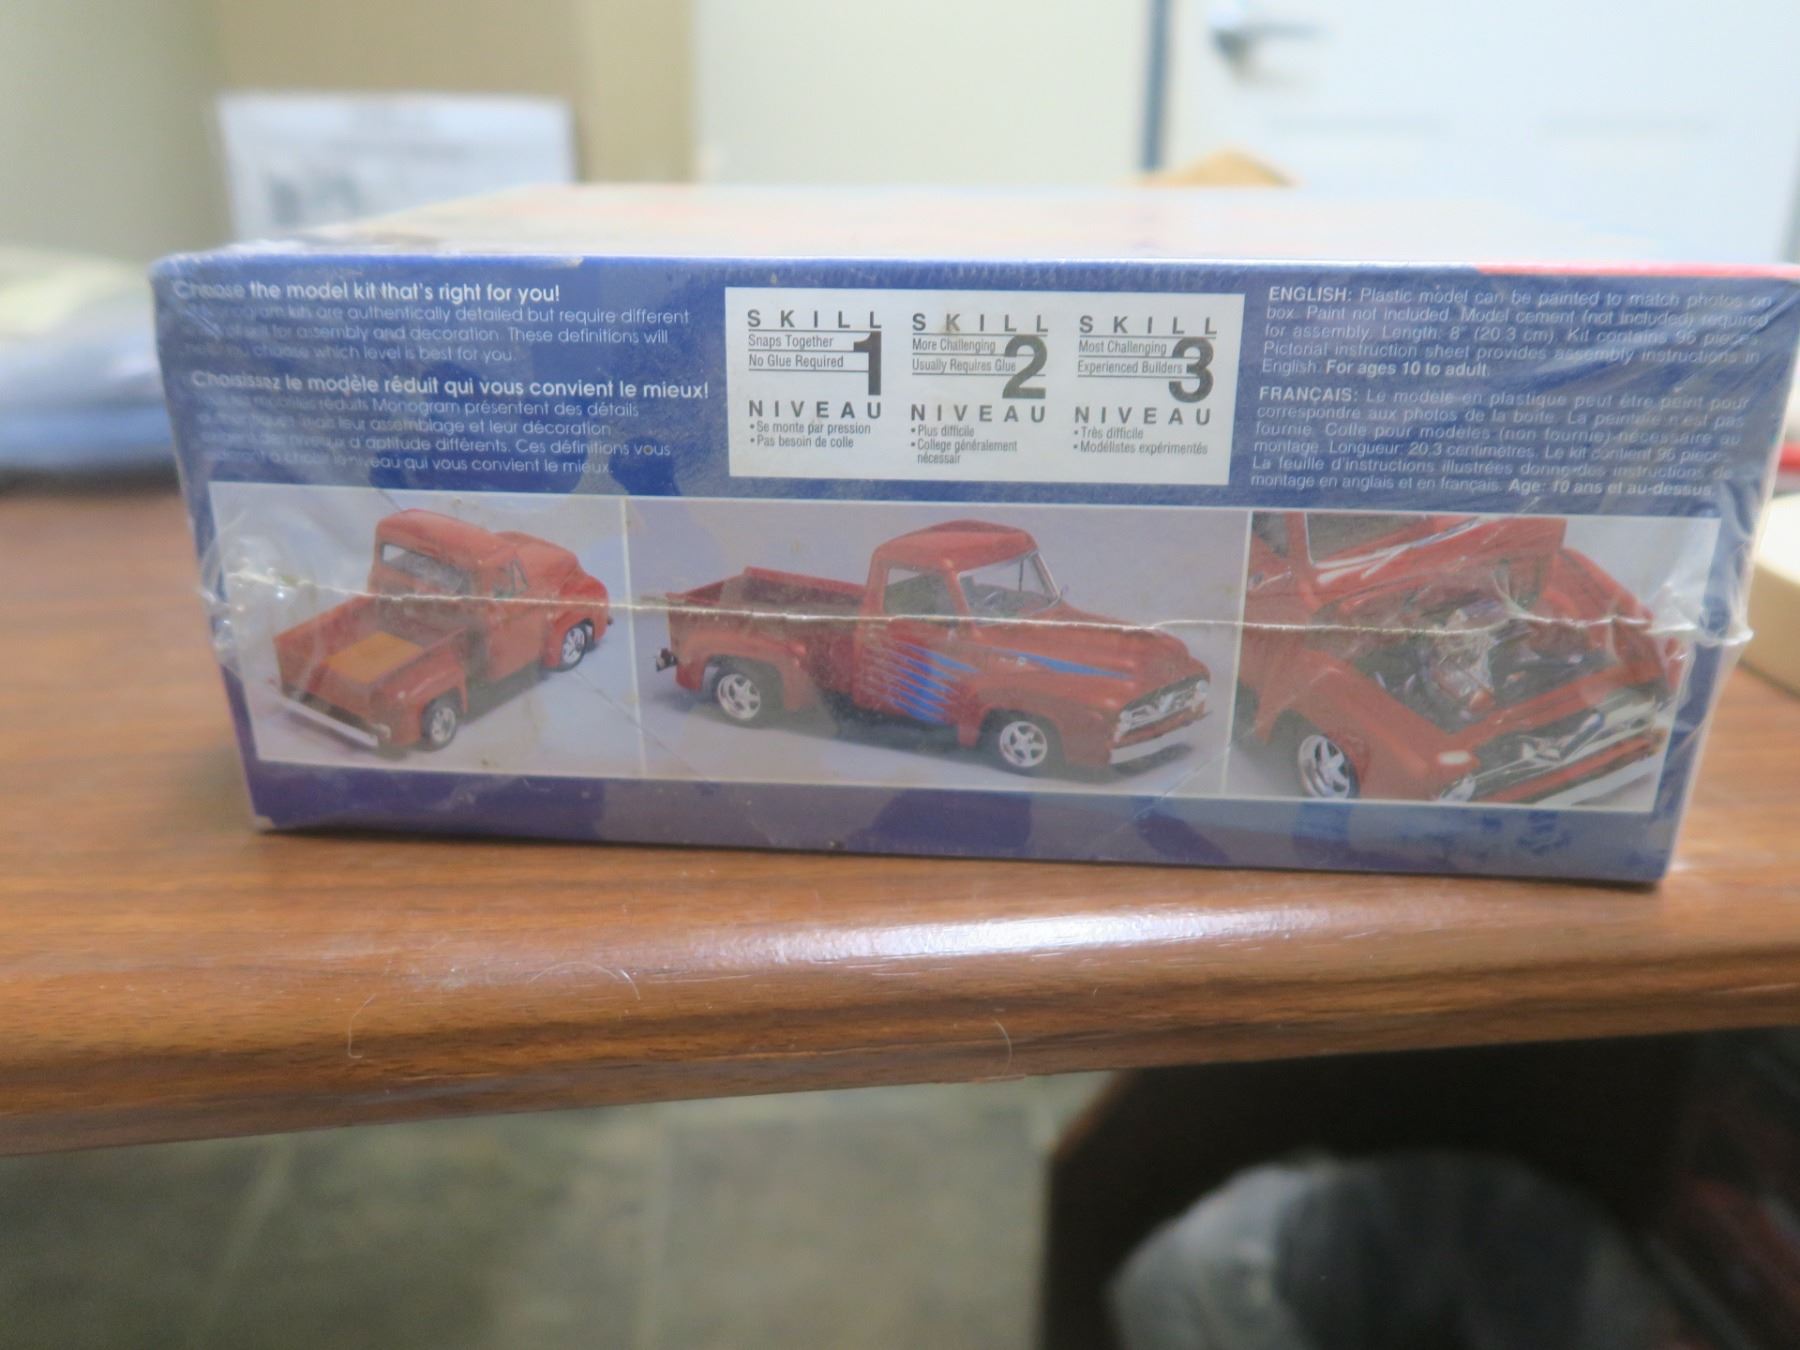 Choose the model kit that's right for you!
kits are authentically detailed but require different
for assembly and decoration. These definitions will
choose which level is best for you.
Choisissez le modèle réduit qui vous convient le mieux!
réduits Monogram présentent des détails
leur assemblage et leur décoration
d'aptitude différents. Ces définitions vous
niveau qui vous convient le mieux.
SKILL 1
Snaps Together
No Glue Required
NIVEAU
• Se monte par pression
• Pas besoin de colle
SKILL 2
More Challenging
Usually Requires Glue
NIVEAU
• Plus difficile
• College généralement
nécessair
SKILL 3
Most Challenging
Experienced Builders
NIVEAU
• Très difficile
• Modélistes expérimentés
ENGLISH: Plastic model can be painted to match photos on
box. Paint not included. Model cement (not included) required
for assembly. Length: 8" (20.3 cm). Kit contains 96 pieces.
Pictorial instruction sheet provides assembly instructions in
English. For ages 10 to adult.
FRANÇAIS: Le modèle en plastique peut être peint pour
correspondre aux photos de la boîte. La peinture n'est pas
fournie. Colle pour modèles (non fournie) nécessaire au
montage. Longueur: 20.3 centimètres. Le kit contient 96 pièces.
La feuille d'instructions illustrées donne des instructions de
montage en anglais et en français. Age: 10 ans et au-dessus.